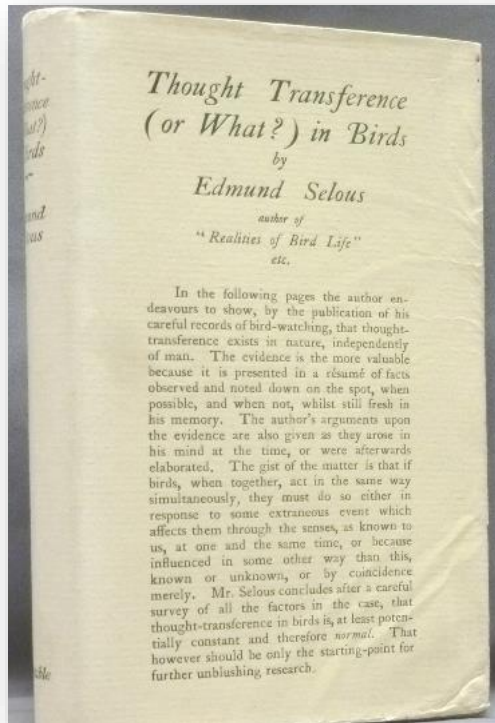 Thought Transference
(or What?) in Birds
by
Edmund Selous
author of
"Realities of Bird Life"
etc.
In the following pages the author en-
deavours to show, by the publication of his
careful records of bird-watching, that thought-
transference exists in nature, independently
of man. The evidence is the more valuable
because it is presented in a résumé of facts
observed and noted down on the spot, when
possible, and when not, whilst still fresh in
his memory. The author's arguments upon
the evidence are also given as they arose in
his mind at the time, or were afterwards
elaborated. The gist of the matter is that if
birds, when together, act in the same way
simultaneously, they must do so either in
response to some extraneous event which
affects them through the senses, as known to
us, at one and the same time, or because
influenced in some other way than this,
known or unknown, or by coincidence
merely. Mr. Selous concludes after a careful
survey of all the factors in the case, that
thought-transference in birds is, at least poten-
tially constant and therefore normal. That
however should be only the starting-point for
further unblushing research.